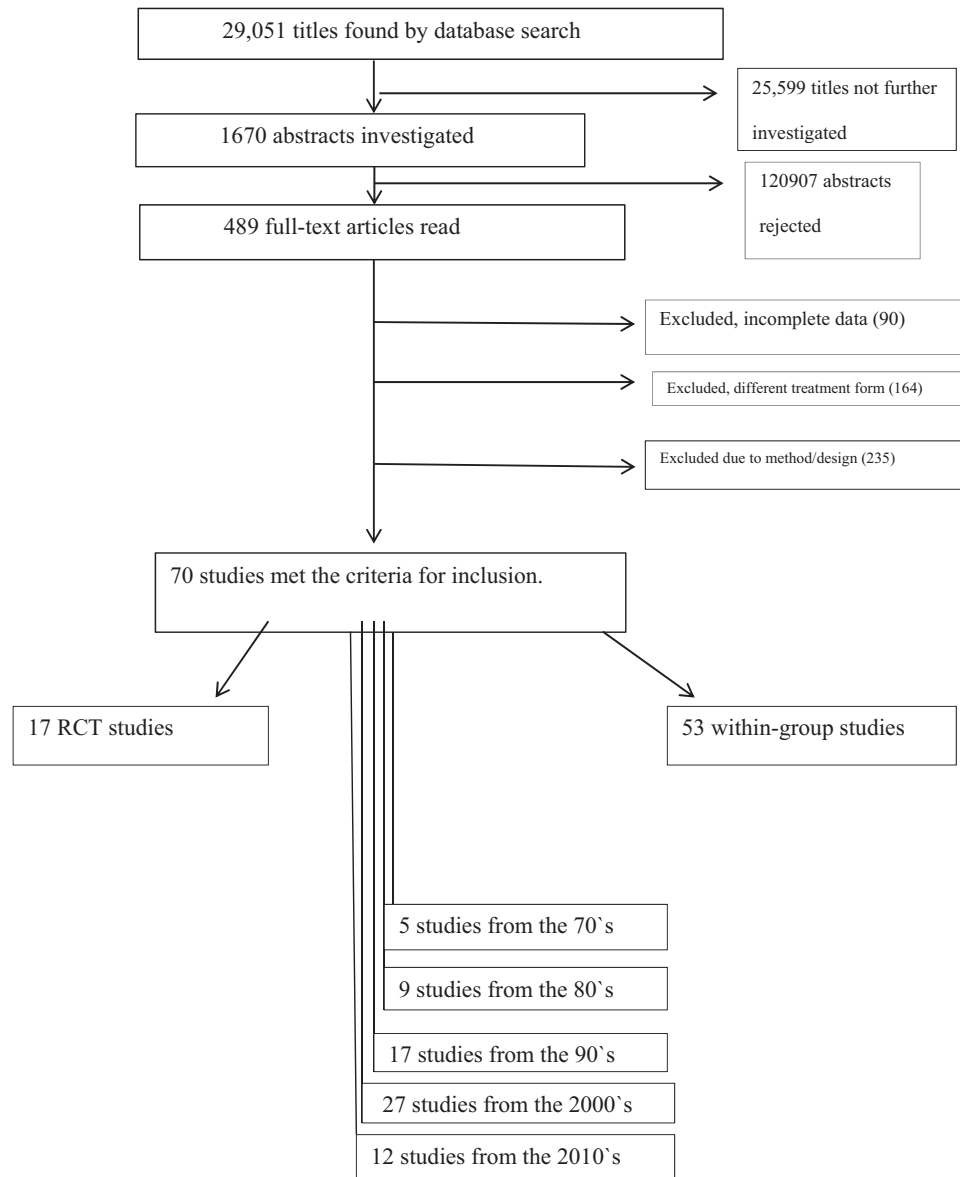 29,051 titles found by database search
25,599 titles not further
investigated
1670 abstracts investigated
120907 abstracts
rejected
489 full-text articles read
Excluded, incomplete data (90)
Excluded, different treatment form (164)
Excluded due to method/design (235)
70 studies met the criteria for inclusion.
17 RCT studies
53 within-group studies
5 studies from the 70`s
9 studies from the 80`s
17 studies from the 90`s
27 studies from the 2000`s
12 studies from the 2010`s